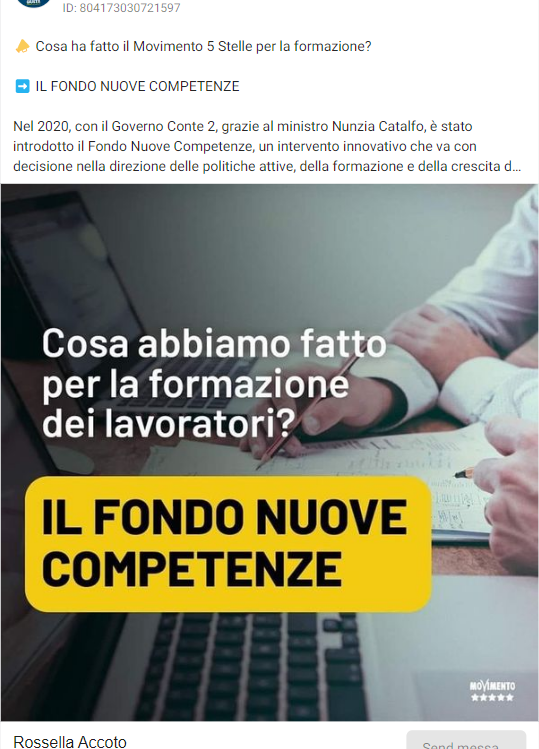 ID: 804173030721597
Cosa ha fatto il Movimento 5 Stelle per la formazione?
IL FONDO NUOVE COMPETENZE
Nel 2020, con il Governo Conte 2, grazie al ministro Nunzia Catalfo, è stato
introdotto il Fondo Nuove Competenze, un intervento innovativo che va con
decisione nella direzione delle politiche attive, della formazione e della crescita d...
Cosa abbiamo fatto
per la formazione
dei lavoratori?
IL FONDO NUOVE
COMPETENZE
MOVIMENTO
Rossella Accoto
Send messa